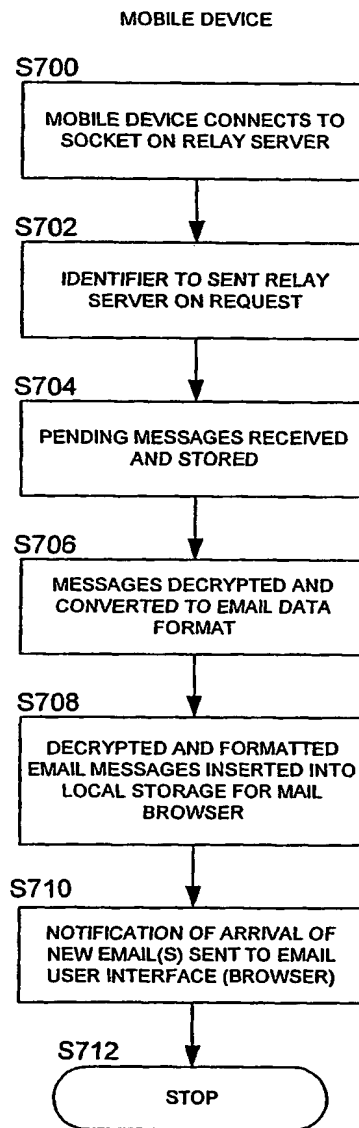 MOBILE DEVICE
S700
MOBILE DEVICE CONNECTS TO
SOCKET ON RELAY SERVER
S702
IDENTIFIER TO SENT RELAY
SERVER ON REQUEST
S704
PENDING MESSAGES RECEIVED
AND STORED
S706
MESSAGES DECRYPTED AND
CONVERTED TO EMAIL DATA
FORMAT
S708
DECRYPTED AND FORMATTED
EMAIL MESSAGES INSERTED INTO
LOCAL STORAGE FOR MAIL
BROWSER
S710
NOTIFICATION OF ARRIVAL OF
NEW EMAIL(S) SENT TO EMAIL
USER INTERFACE (BROWSER)
S712
STOP